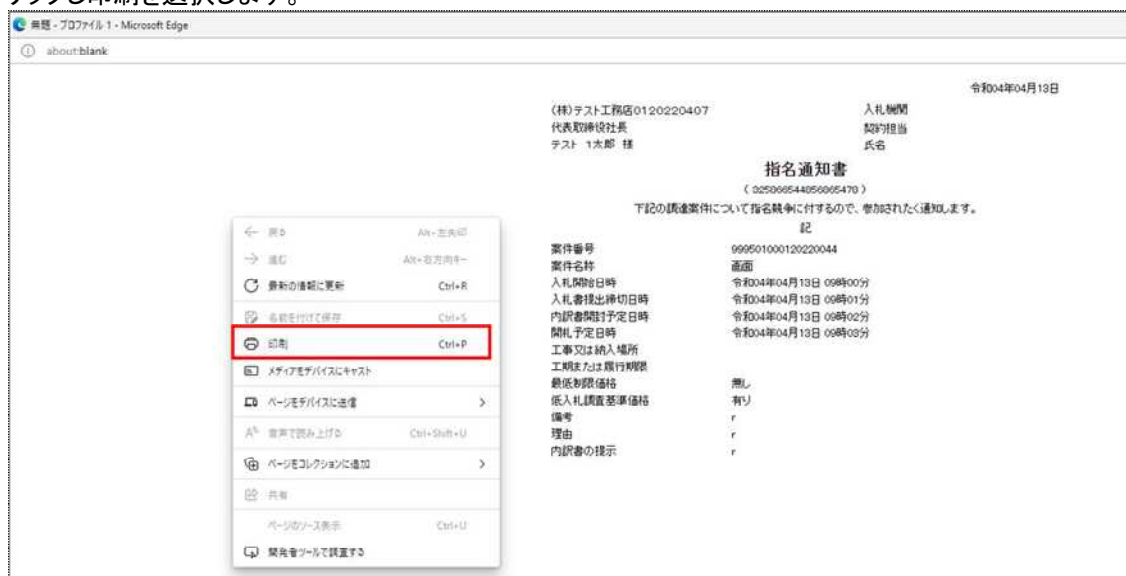 リックし印刷を選択します。
無題 - プロファイル 1 - Microsoft Edge
about:blank
令和04年04月13日
(株)テスト工務店0120220407 入札機関
代表取締役社長 契約担当
テスト 1太郎 様 氏名
指名通知書
下記の調達案件について指名競争に付するので、参加されたく通知します。
記
案件番号 999501000120220044
案件名称 画面
入札開始日時 令和04年04月13日 09時00分
入札書提出締切日時 令和04年04月13日 09時01分
内訳書開封予定日時 令和04年04月13日 09時02分
開札予定日時 令和04年04月13日 09時03分
工事又は納入場所
工期または履行期限
最低制限価格 無し
低入札調査基準価格 有り
備考 r
理由 r
内訳書の提示 r
戻る Alt+左矢印
進む Alt+右方向キー
最新の情報に更新 Ctrl+R
名前を付けて保存 Ctrl+S
印刷 Ctrl+P
メディアをデバイスにキャスト
ページをデバイスに送信
音声で読み上げる Ctrl+Shift+U
ページをコレクションに追加
共有
ページのソース表示 Ctrl+U
開発者ツールで調査する